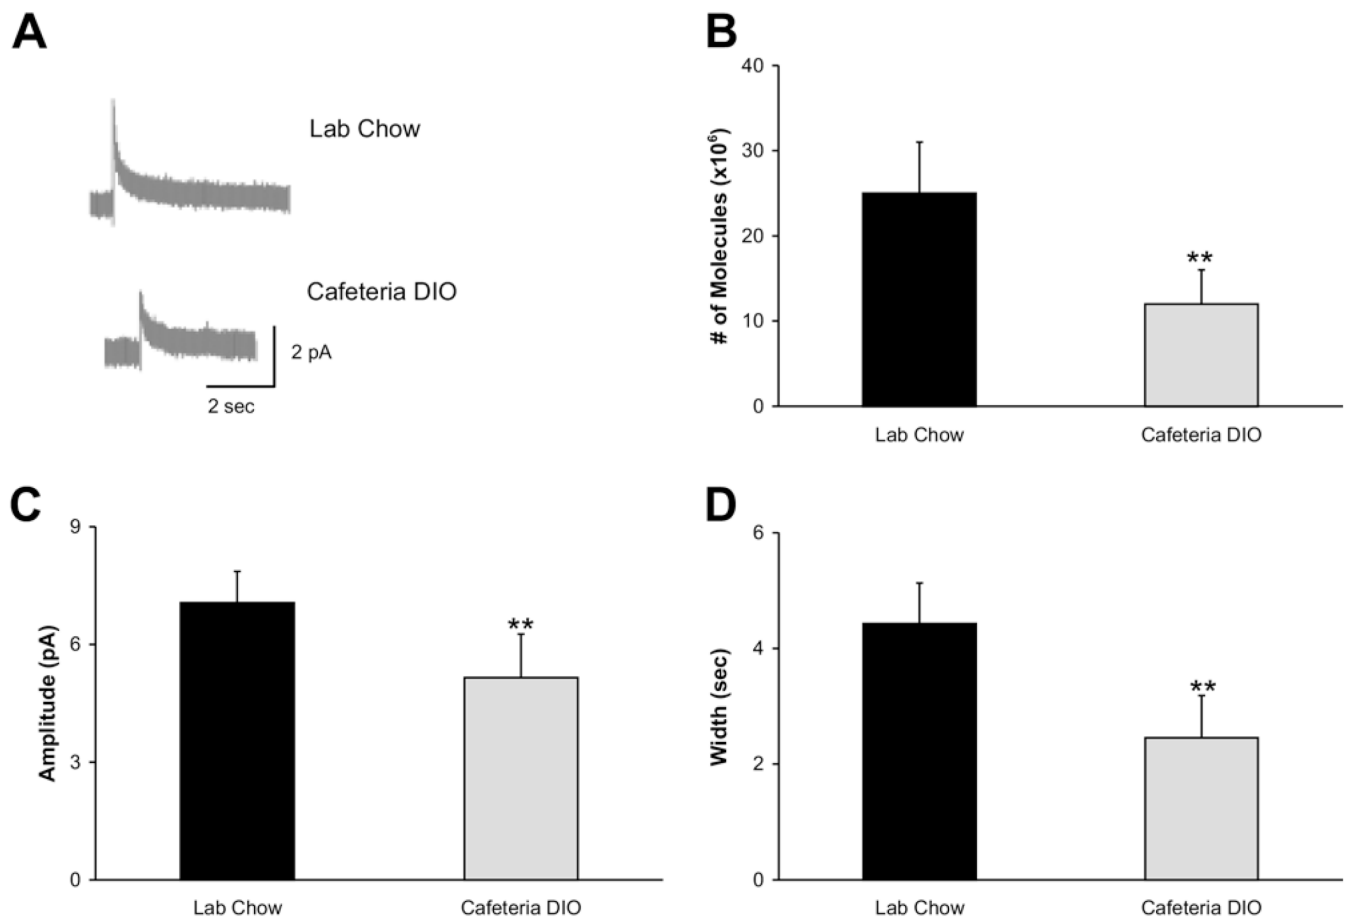 A
Lab Chow
Cafeteria DIO
2 pA
2 sec
B
# of Molecules (x10⁶)
40
30
20
10
0
**
Lab Chow
Cafeteria DIO
C
Amplitude (pA)
9
6
3
0
**
Lab Chow
Cafeteria DIO
D
Width (sec)
6
4
2
0
**
Lab Chow
Cafeteria DIO